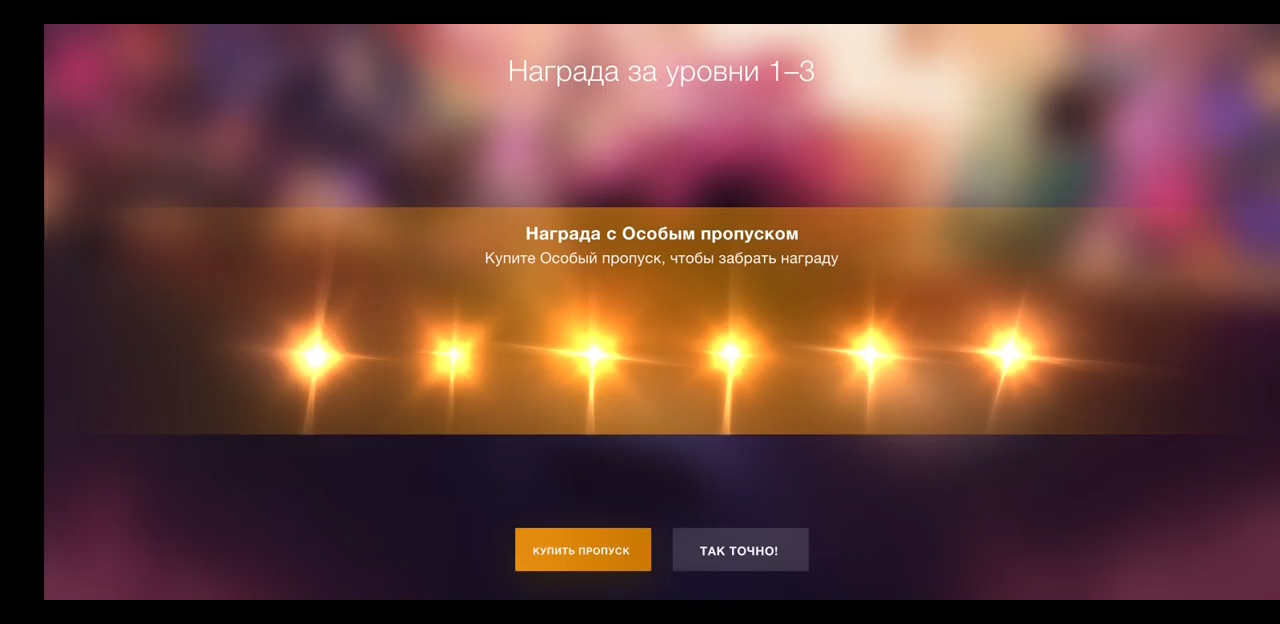 Награда за уровни 1–3
Награда с Особым пропуском
Купите Особый пропуск, чтобы забрать награду
КУПИТЬ ПРОПУСК
ТАК ТОЧНО!